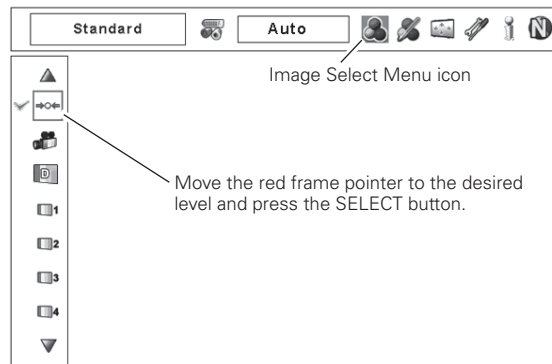 Standard
Auto
N
Image Select Menu icon
D
Move the red frame pointer to the desired
level and press the SELECT button.
1
2
3
4